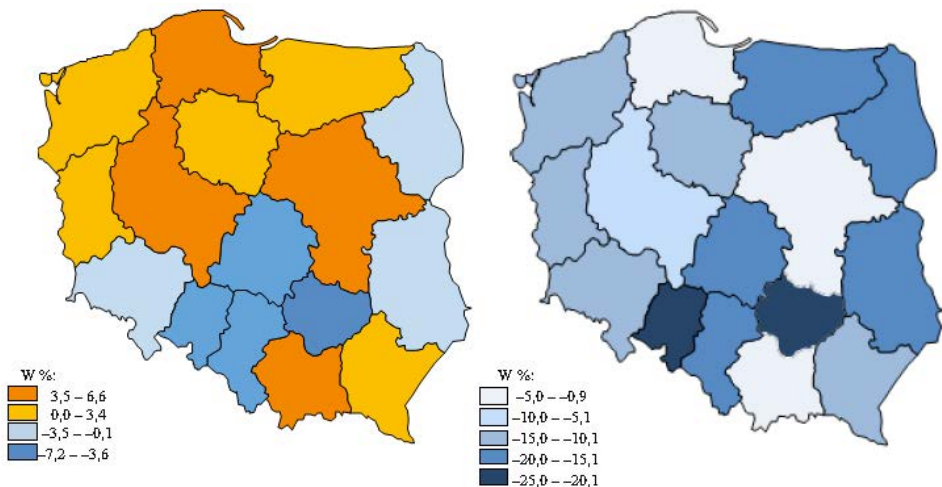 W %:
3,5 – 6,6
0,0 – 3,4
–3,5 – –0,1
–7,2 – –3,6
W %:
–5,0 – –0,9
–10,0 – –5,1
–15,0 – –10,1
–20,0 – –15,1
–25,0 – –20,1